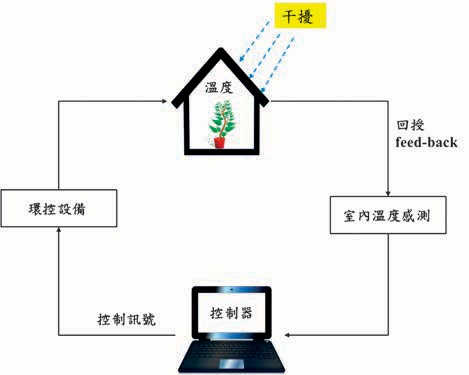 干擾
溫度
回授
feed-back
環控設備
室內溫度感測
控制訊號
控制器